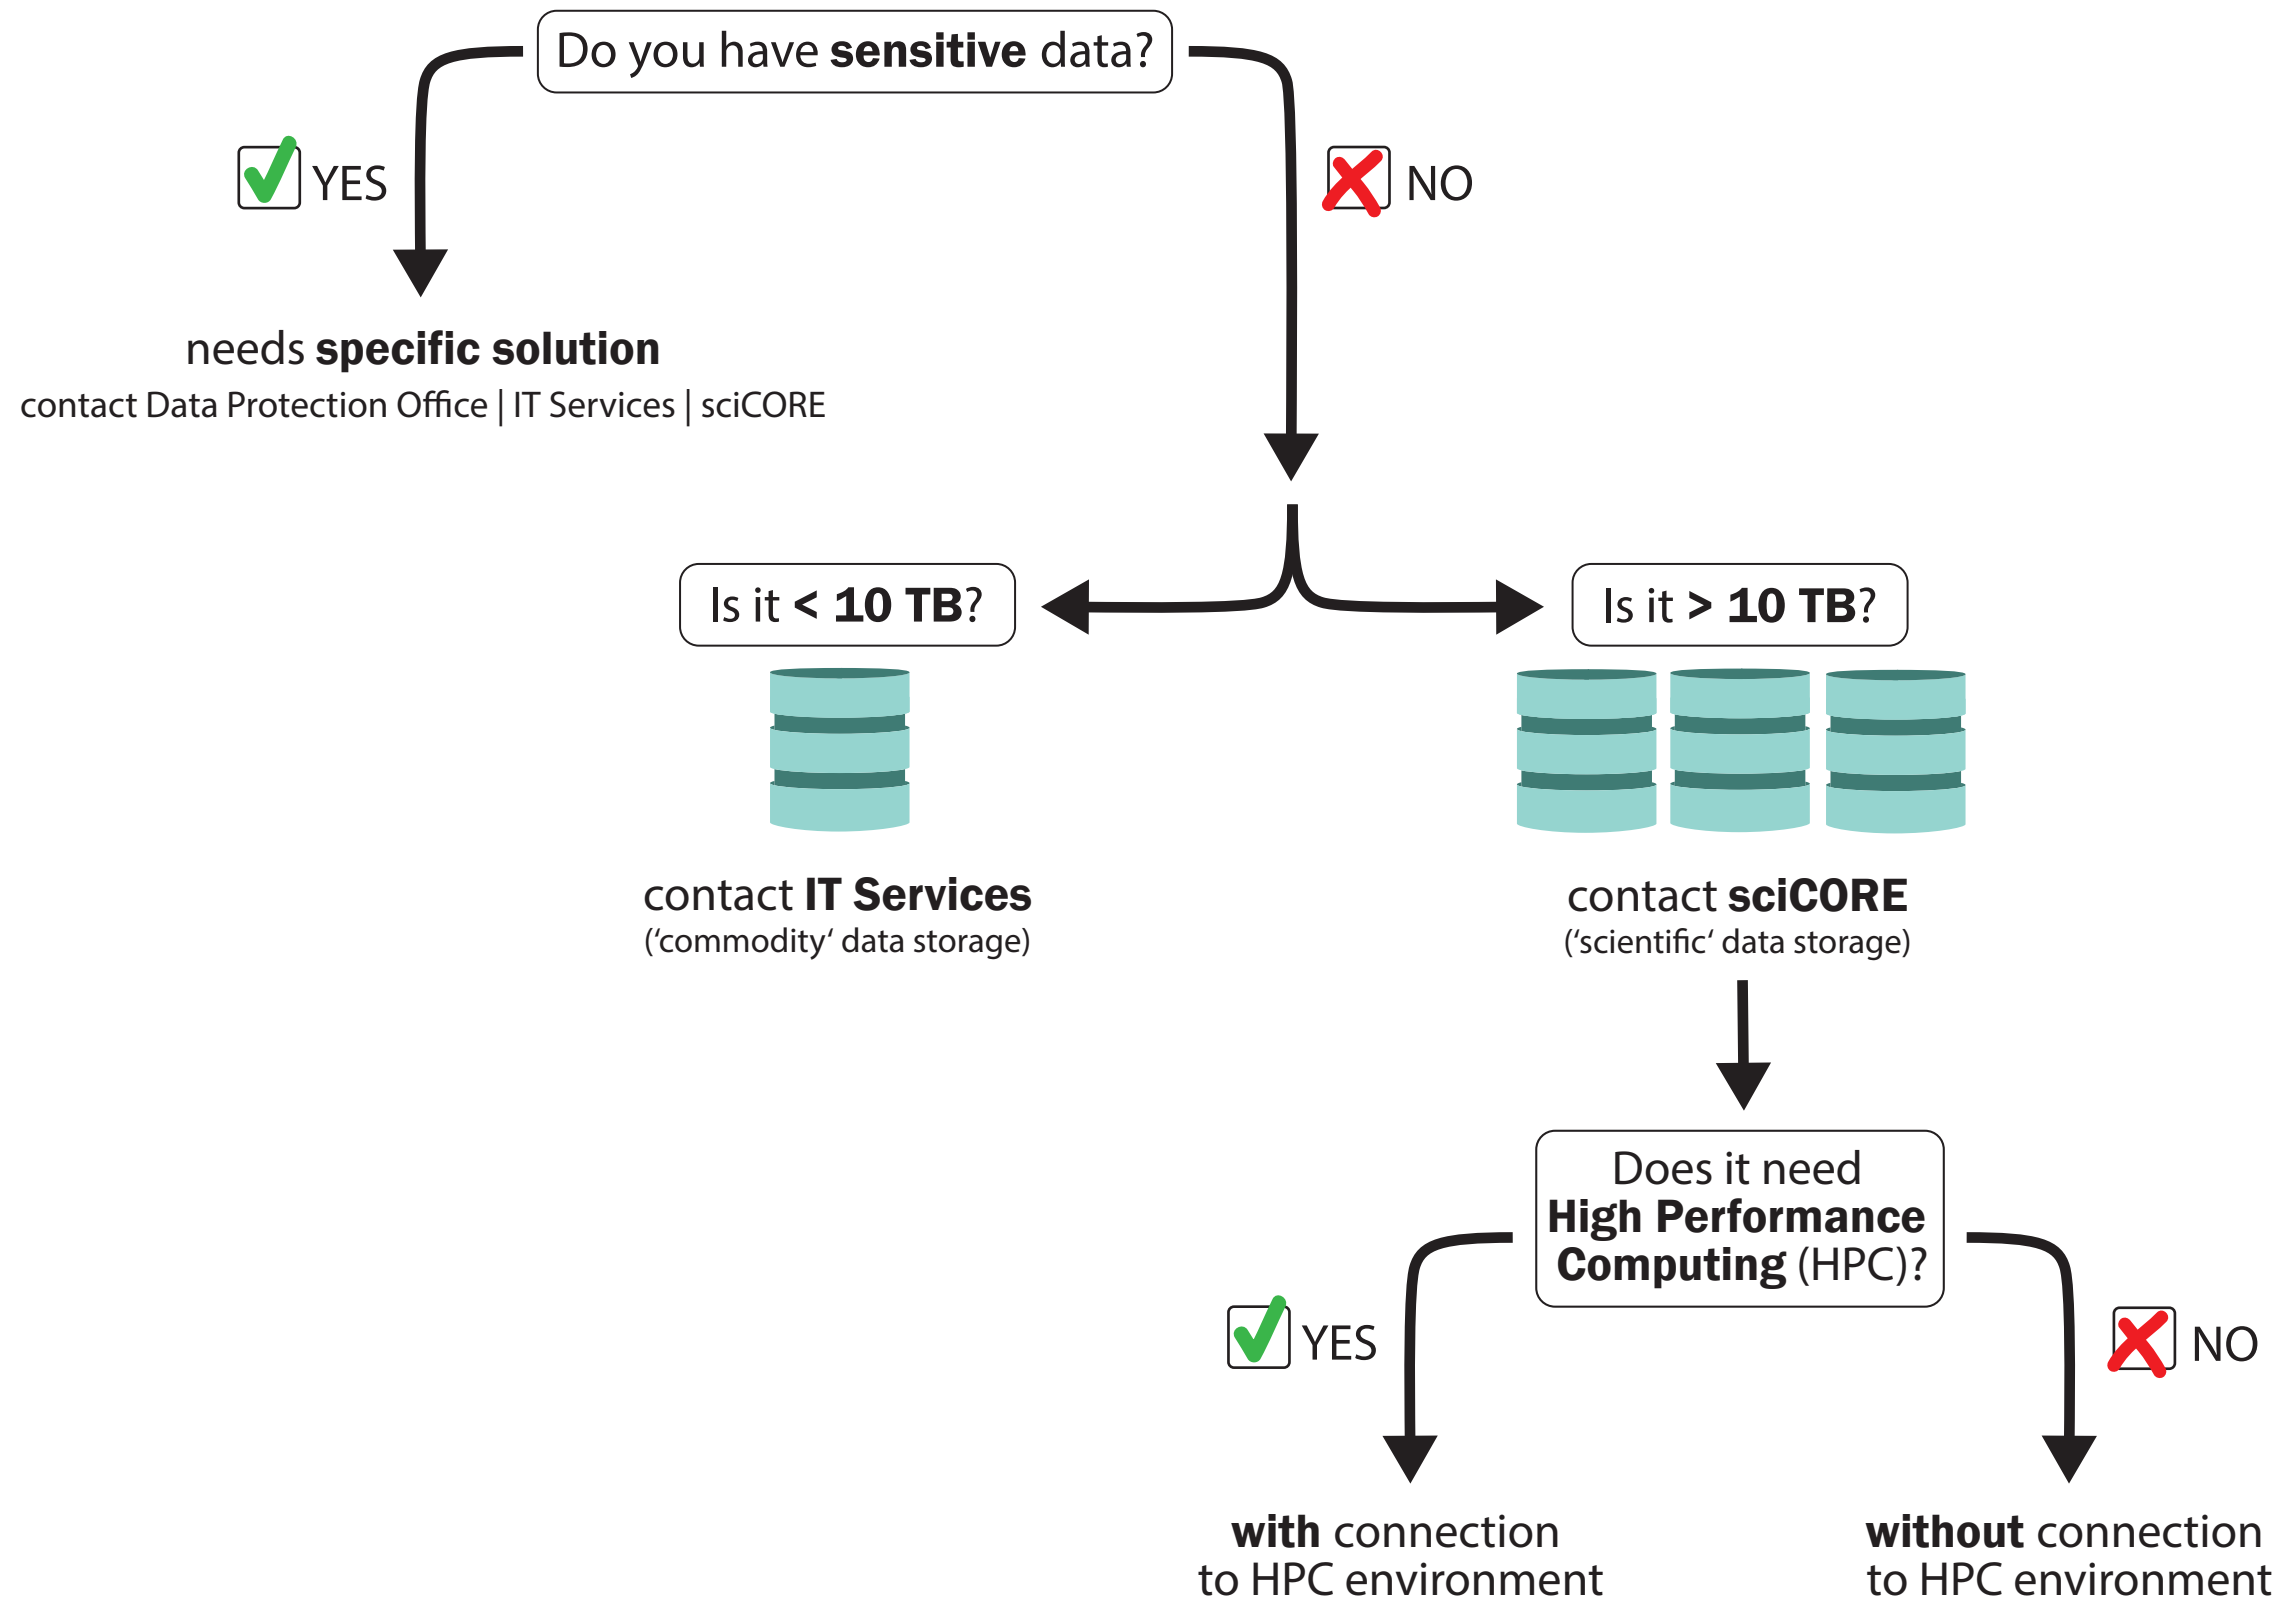 Do you have sensitive data?
YES
NO
needs specific solution
contact Data Protection Office | IT Services | sciCORE
Is it < 10 TB?
Is it > 10 TB?
contact IT Services
(‘commodity‘ data storage)
contact sciCORE
(‘scientific‘ data storage)
Does it need
High Performance
Computing (HPC)?
YES
NO
with connection
to HPC environment
without connection
to HPC environment